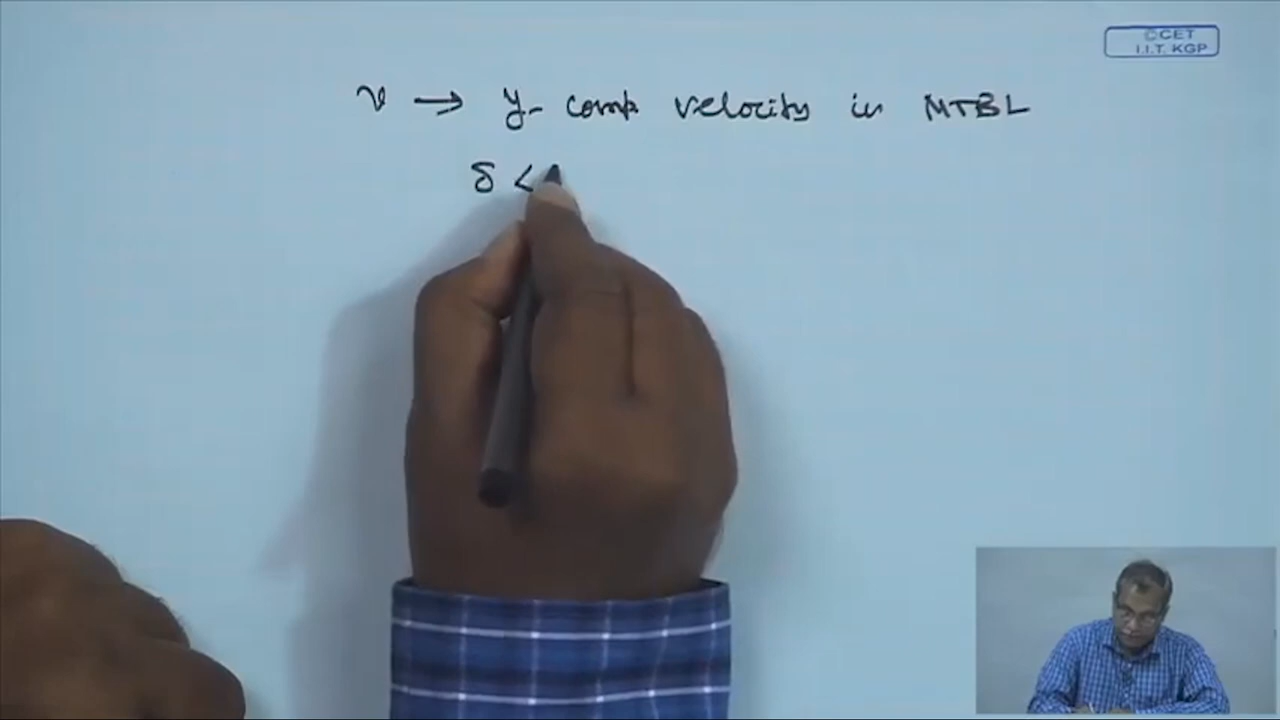 ©CET
I.I.T. KGP
v → y- comp velocity in MTBL
δ <